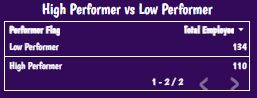 High Performer vs Low Performer
Performer Flag Total Employee
Low Performer 134
High Performer 110
1 - 2 / 2